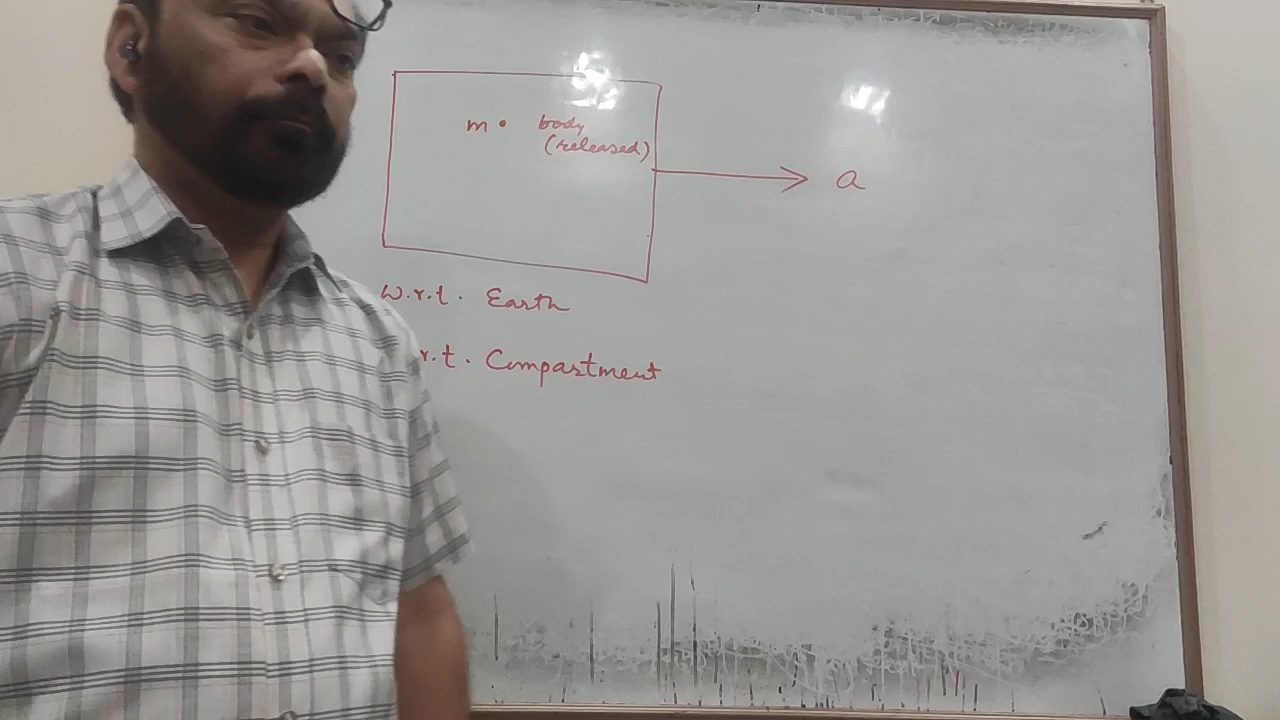 m • body
(released)
a
w.r.t. Earth
r.t. Compartment